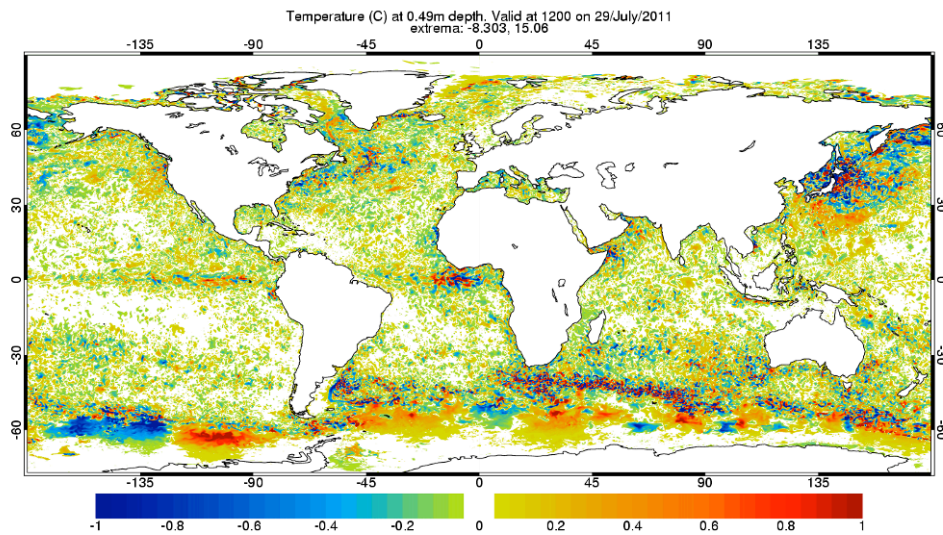 Temperature (C) at 0.49m depth. Valid at 1200 on 29/July/2011
extrema: -8.303, 15.06
-135 -90 -45 0 45 90 135
60 60
30 30
0 0
-30 -30
-60 -60
-135 -90 -45 0 45 90 135
-1 -0.8 -0.6 -0.4 -0.2 0 0.2 0.4 0.6 0.8 1